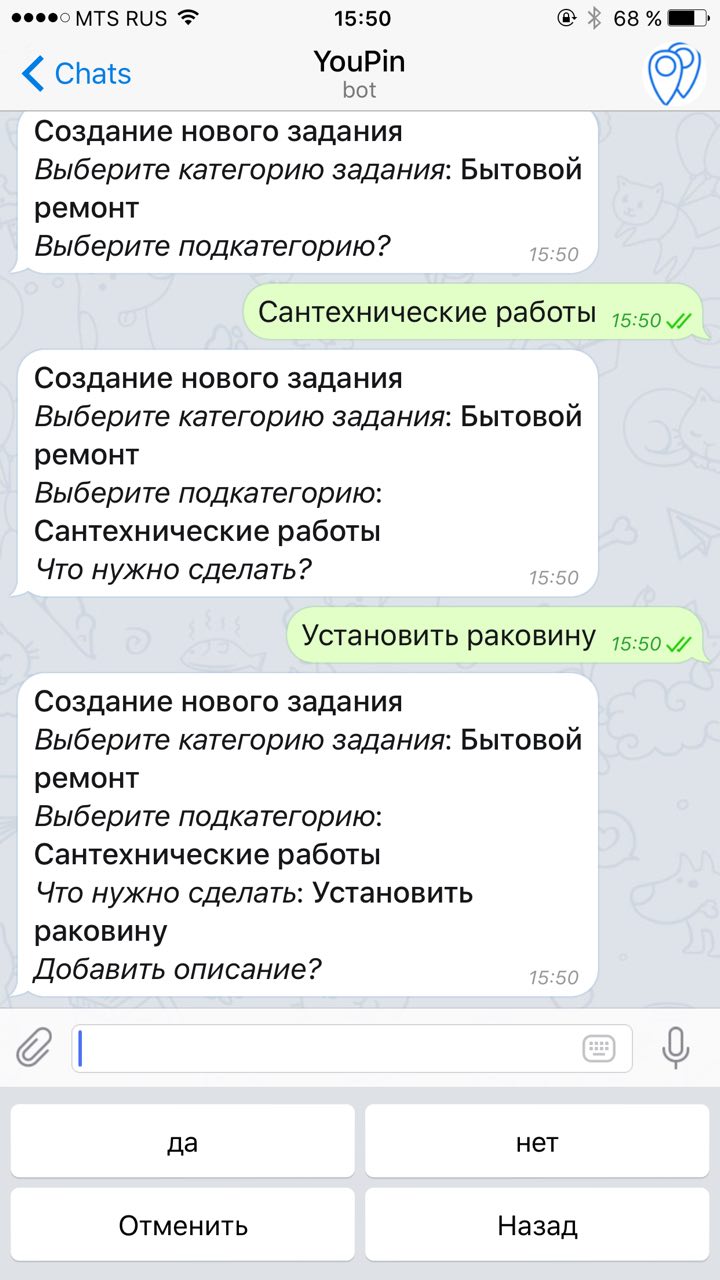 MTS RUS 15:50 68 %
Chats
YouPin
bot
Создание нового задания
Выберите категорию задания: Бытовой
ремонт
Выберите подкатегорию?
15:50
Сантехнические работы 15:50
Создание нового задания
Выберите категорию задания: Бытовой
ремонт
Выберите подкатегорию:
Сантехнические работы
Что нужно сделать?
15:50
Установить раковину 15:50
Создание нового задания
Выберите категорию задания: Бытовой
ремонт
Выберите подкатегорию:
Сантехнические работы
Что нужно сделать: Установить
раковину
Добавить описание?
15:50
да
нет
Отменить
Назад